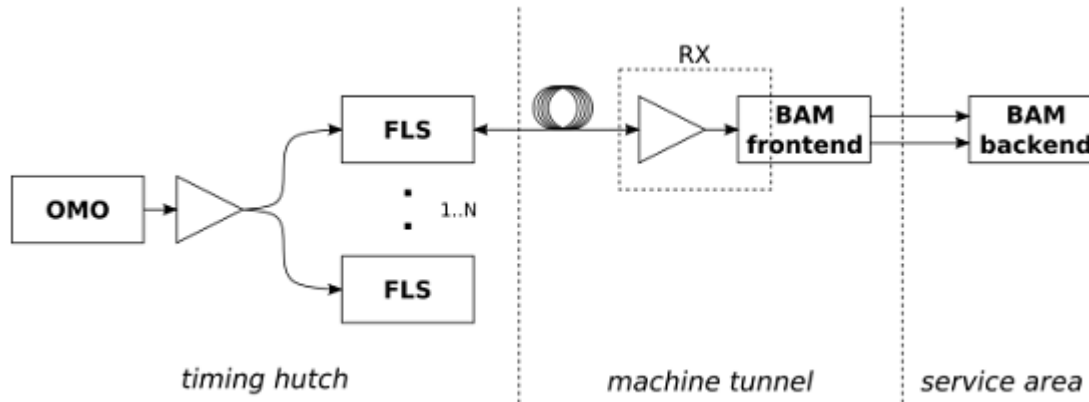 RX
FLS
BAM
frontend
BAM
backend
OMO
1..N
FLS
timing hutch
machine tunnel
service area